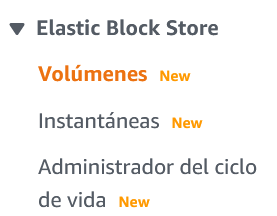 Elastic Block Store
Volúmenes New
Instantáneas New
Administrador del ciclo
de vida New